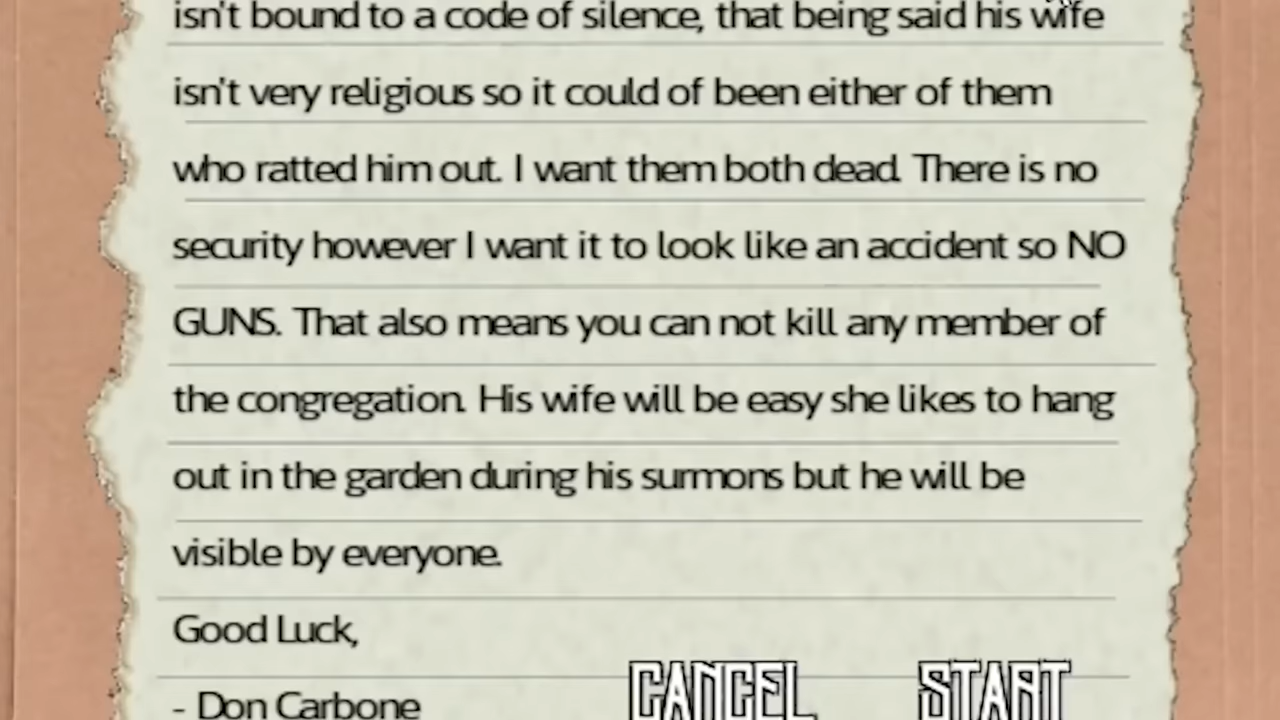 isn't bound to a code of silence, that being said his wife
isn't very religious so it could of been either of them
who ratted him out. I want them both dead. There is no
security however I want it to look like an accident so NO
GUNS. That also means you can not kill any member of
the congregation. His wife will be easy she likes to hang
out in the garden during his surmons but he will be
visible by everyone.
Good Luck,
- Don Carbone
CANCEL START